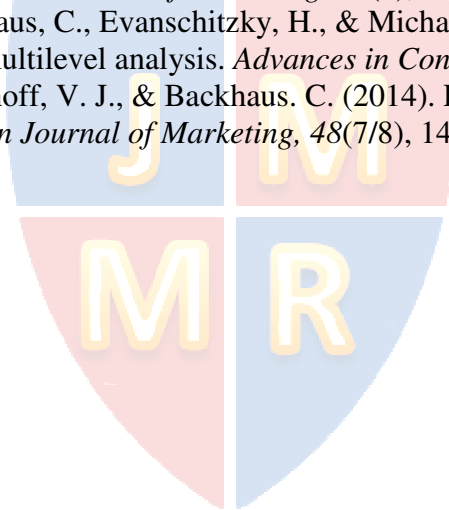 aus, C., Evanschitzky, H., & Micha
ultilevel analysis. Advances in Con
off, V. J., & Backhaus. C. (2014).
n Journal of Marketing, 48(7/8), 14
J M
M R